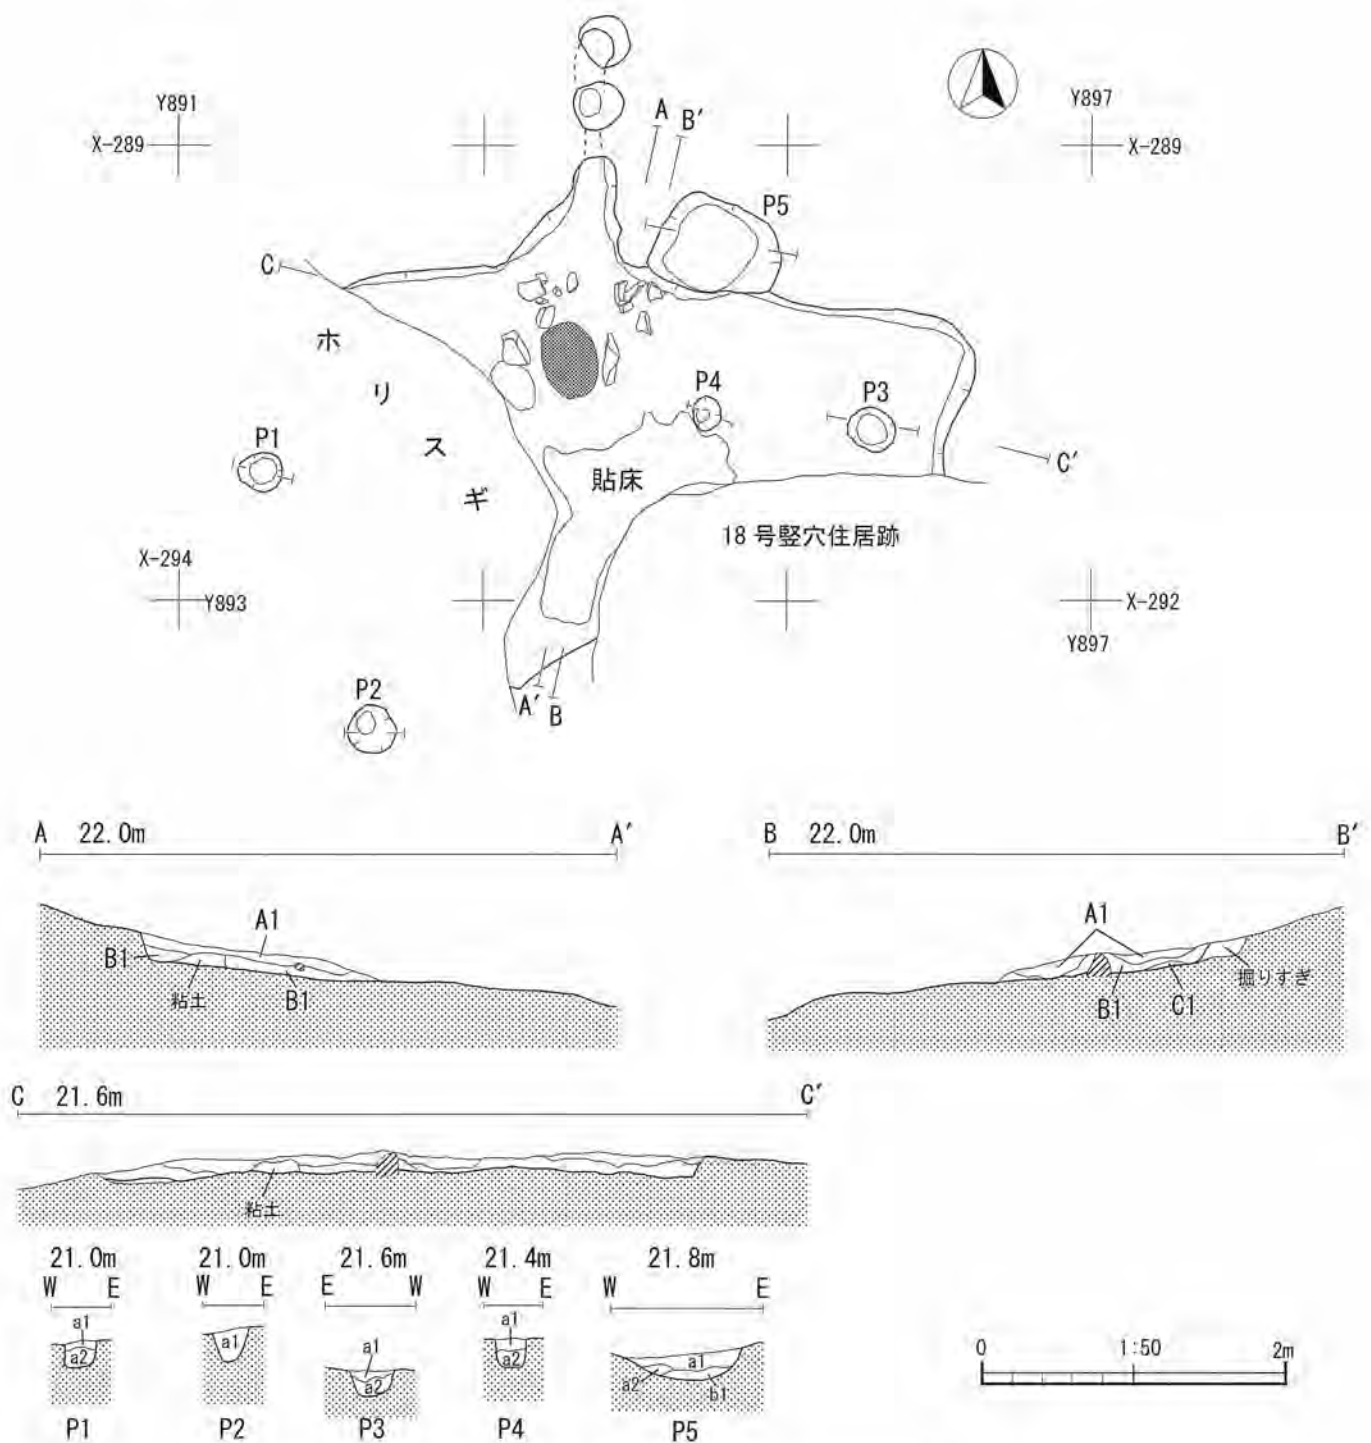 Y891
X-289
A
B′
Y897
X-289
P5
C
ホリスギ
P4
P3
P1
貼床
C′
18号竪穴住居跡
X-294
Y893
X-292
Y897
P2
A′
B
A 22.0m A′
A1
B1
粘土
B1
B 22.0m B′
A1
B1
C1
掘りすぎ
C 21.6m C′
粘土
21.0m
W E
a1
a2
P1
21.0m
W E
a1
P2
21.6m
E W
a1
a2
P3
21.4m
W E
a1
a2
P4
21.8m
W E
a1
a2
b1
P5
0 1:50 2m